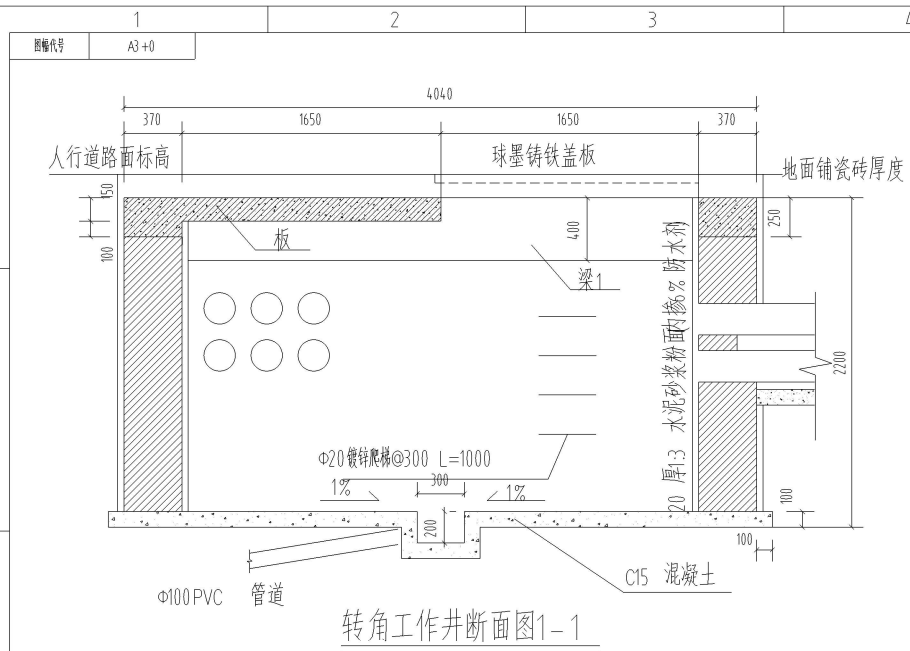 1 2 3 4
图幅代号 A3+0
4040
370 1650 1650 370
人行道路面标高 球墨铸铁盖板 地面铺瓷砖厚度
150
100
板
400
250
梁1
20 厚1:3 水泥砂浆粉面内掺6% 防水剂
2200
Φ20镀锌爬梯@300 L=1000
300
1% 1%
200
100
100
Φ100PVC 管道
C15 混凝土
转角工作井断面图1-1